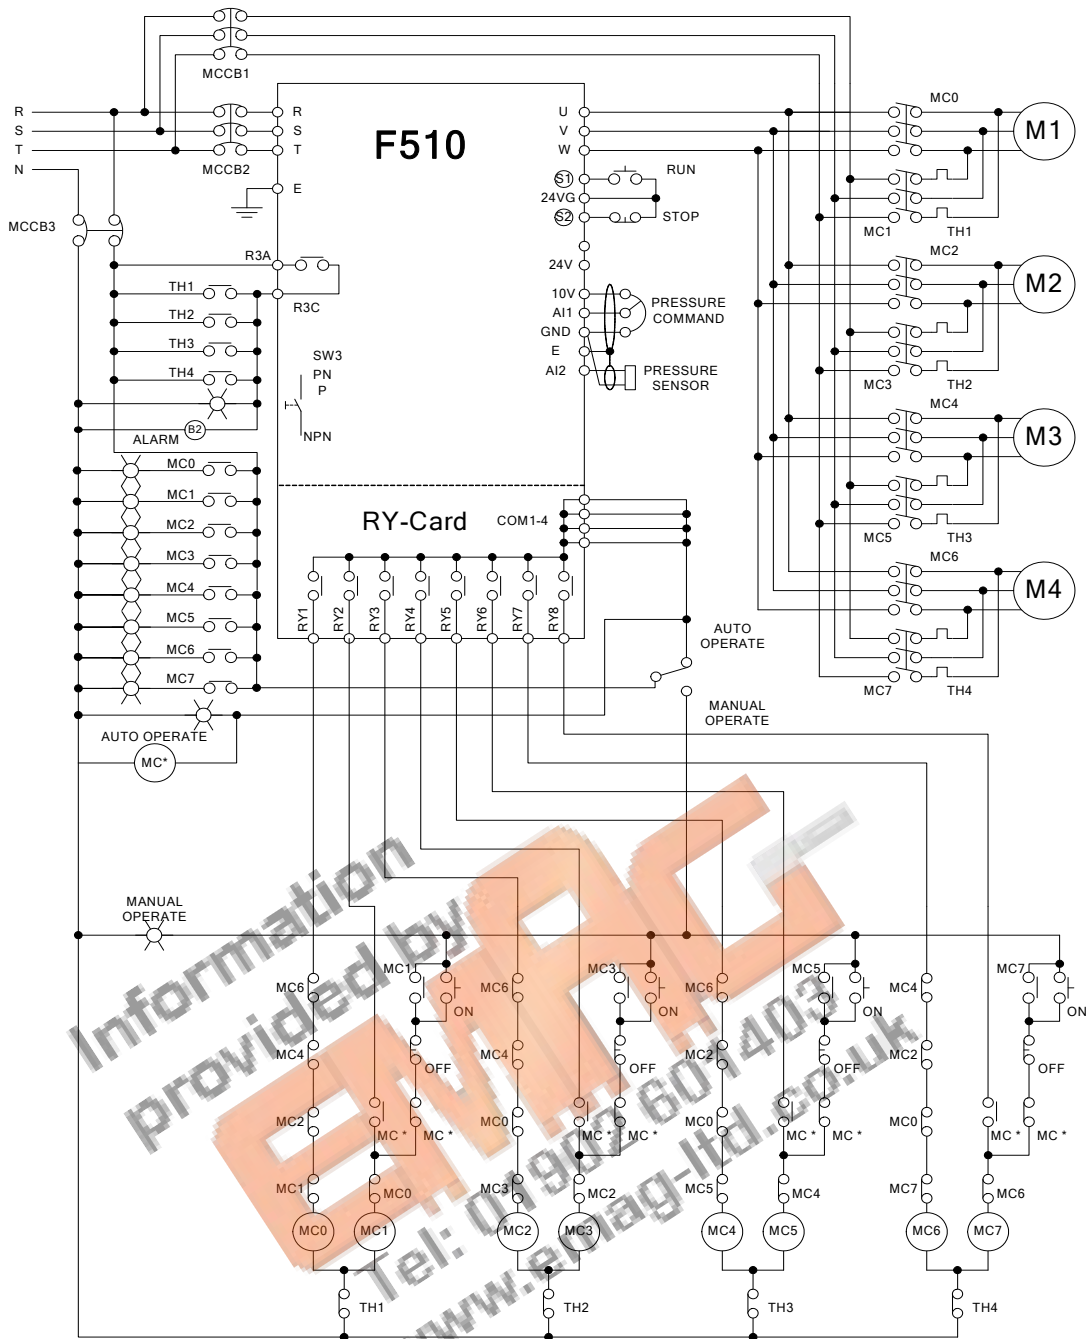 MCCB1
R
S
T
N
MCCB2
R
S
T
E
F510
U
V
W
MC0
M1
S1
24VG
S2
RUN
STOP
MC1
TH1
MCCB3
R3A
R3C
24V
10V
AI1
GND
E
AI2
PRESSURE
COMMAND
PRESSURE
SENSOR
MC2
M2
MC3
TH2
TH1
TH2
TH3
TH4
SW3
PN
P
NPN
ALARM
B2
MC4
M3
MC5
TH3
MC0
MC1
MC2
MC3
MC4
MC5
MC6
MC7
RY-Card
COM1-4
RY1
RY2
RY3
RY4
RY5
RY6
RY7
RY8
MC6
M4
MC7
TH4
AUTO
OPERATE
MANUAL
OPERATE
AUTO OPERATE
MC*
MANUAL
OPERATE
Information
provided by
EMAG
Tel: 01902 601403
www.emag-ltd.co.uk
MC6
MC4
MC2
MC1
MC1
ON
OFF
MC *
MC *
MC0
MC0
MC1
TH1
MC6
MC4
MC0
MC3
MC3
ON
OFF
MC *
MC *
MC2
MC2
MC3
TH2
MC6
MC2
MC0
MC5
MC5
ON
OFF
MC *
MC *
MC4
MC4
MC5
TH3
MC4
MC2
MC0
MC7
MC7
ON
OFF
MC *
MC *
MC6
MC6
MC7
TH4